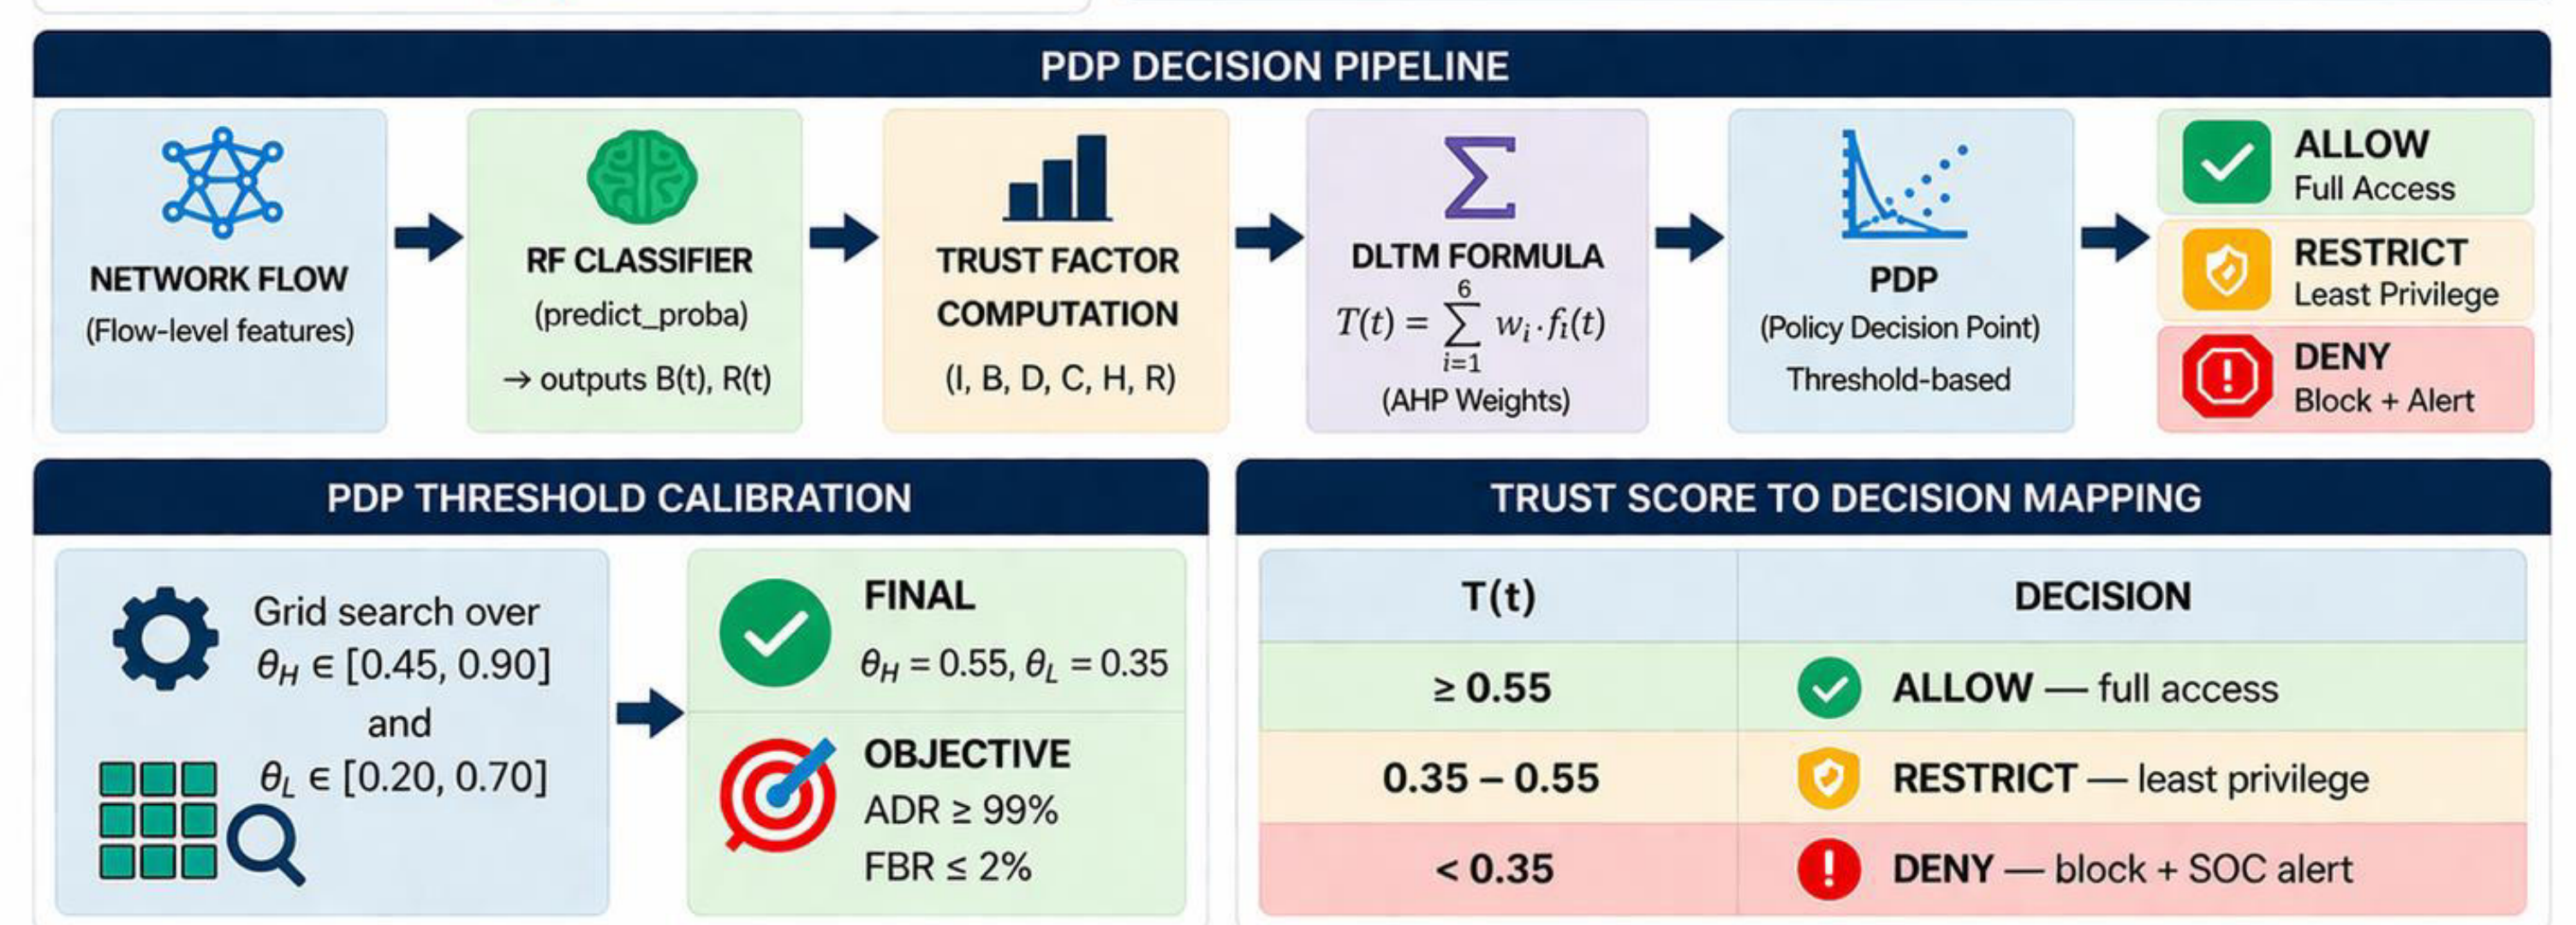 PDP DECISION PIPELINE
NETWORK FLOW
(Flow-level features)
RF CLASSIFIER
(predict_proba)
→ outputs B(t), R(t)
TRUST FACTOR
COMPUTATION
(I, B, D, C, H, R)
Σ
DLTM FORMULA
T(t) = ∑_{i=1}^{6} w_i · f_i(t)
(AHP Weights)
PDP
(Policy Decision Point)
Threshold-based
ALLOW
Full Access
RESTRICT
Least Privilege
DENY
Block + Alert
PDP THRESHOLD CALIBRATION
Grid search over
θ_H ∈ [0.45, 0.90]
and
θ_L ∈ [0.20, 0.70]
FINAL
θ_H = 0.55, θ_L = 0.35
OBJECTIVE
ADR ≥ 99%
FBR ≤ 2%
TRUST SCORE TO DECISION MAPPING
T(t) DECISION
≥ 0.55 ALLOW — full access
0.35 – 0.55 RESTRICT — least privilege
< 0.35 DENY — block + SOC alert